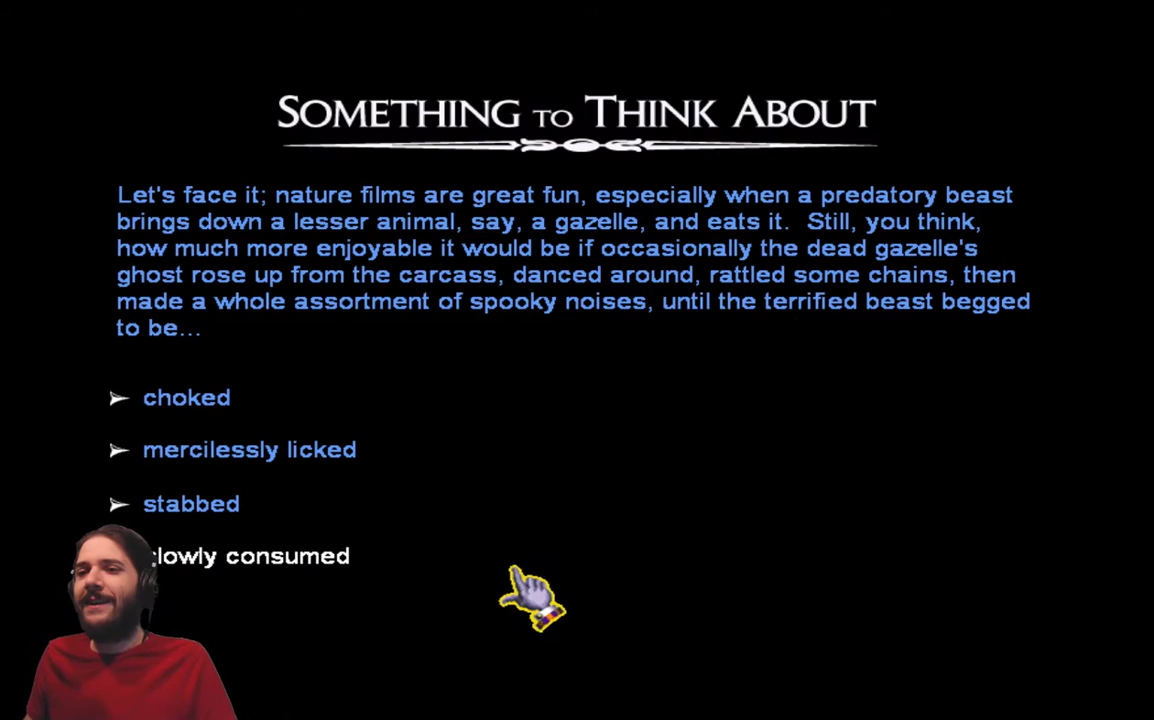 SOMETHING TO THINK ABOUT
Let's face it; nature films are great fun, especially when a predatory beast
brings down a lesser animal, say, a gazelle, and eats it.  Still, you think,
how much more enjoyable it would be if occasionally the dead gazelle's
ghost rose up from the carcass, danced around, rattled some chains, then
made a whole assortment of spooky noises, until the terrified beast begged
to be...
choked
mercilessly licked
stabbed
slowly consumed